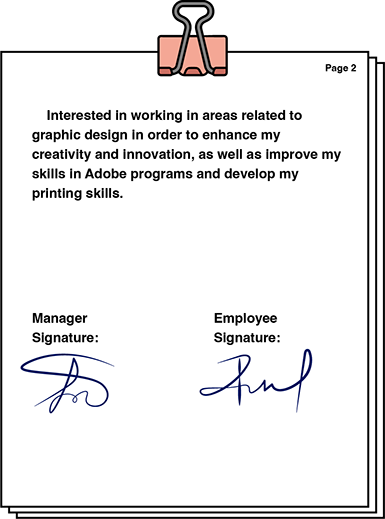 Page 2
Interested in working in areas related to
graphic design in order to enhance my
creativity and innovation, as well as improve my
skills in Adobe programs and develop my
printing skills.
Manager
Signature:
Employee
Signature: